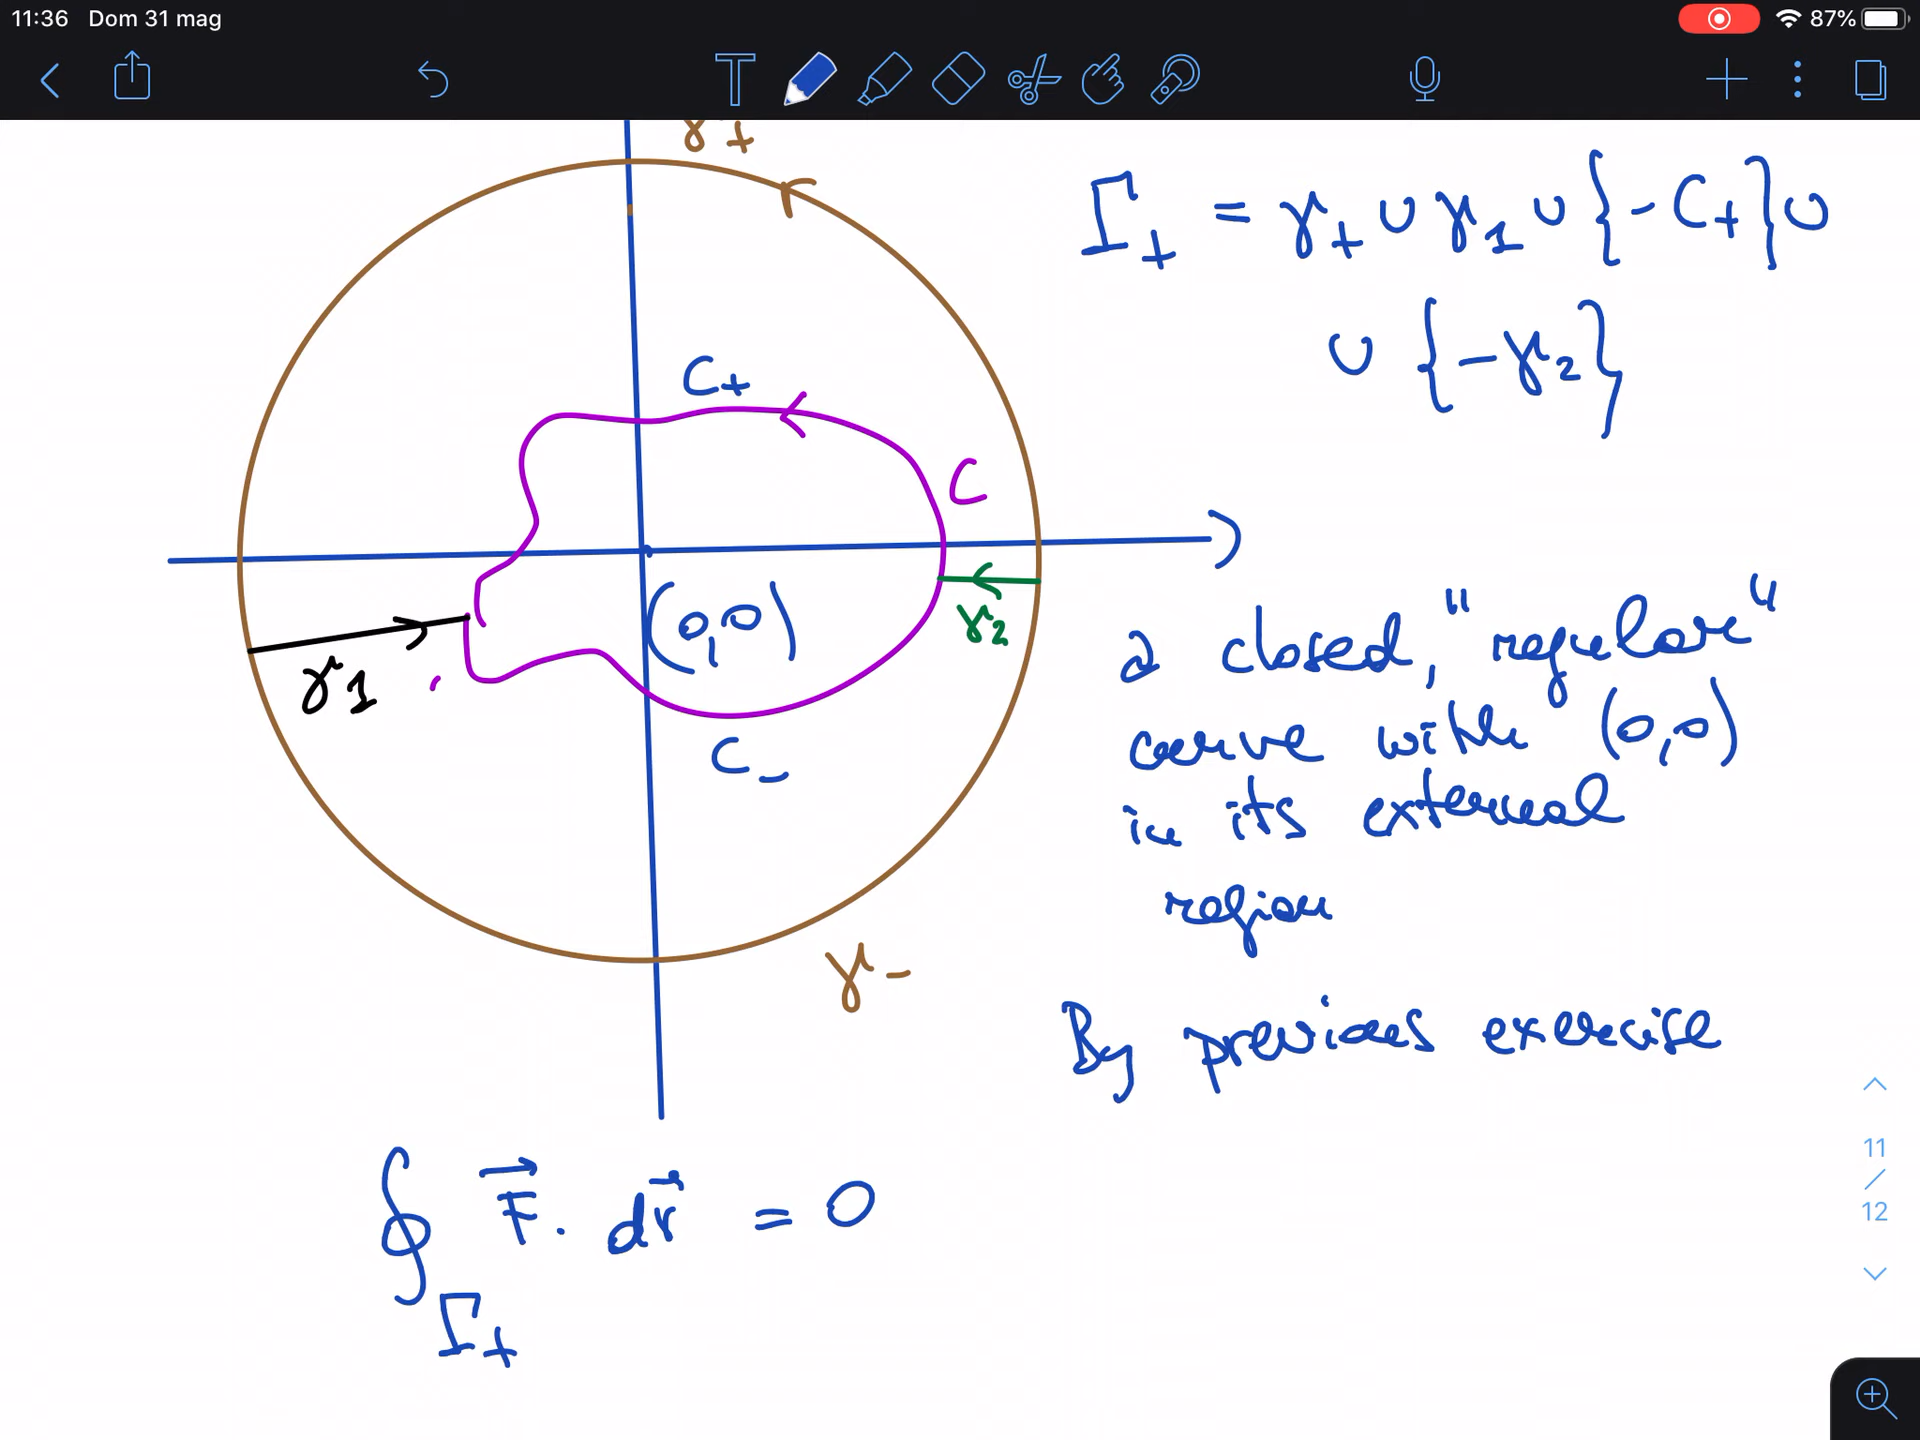 11:36 Dom 31 mag
87%
γ+
Γ+ = γ+ ∪ γ1 ∪ {-C+} ∪
∪ {-γ2}
C+
C
(0,0)
γ2
γ1
C-
γ-
a closed, "regular"
curve with (0,0)
in its external
region
By previous exercise
11
/
12
∮Γ+ F⃗ · dr⃗ = 0